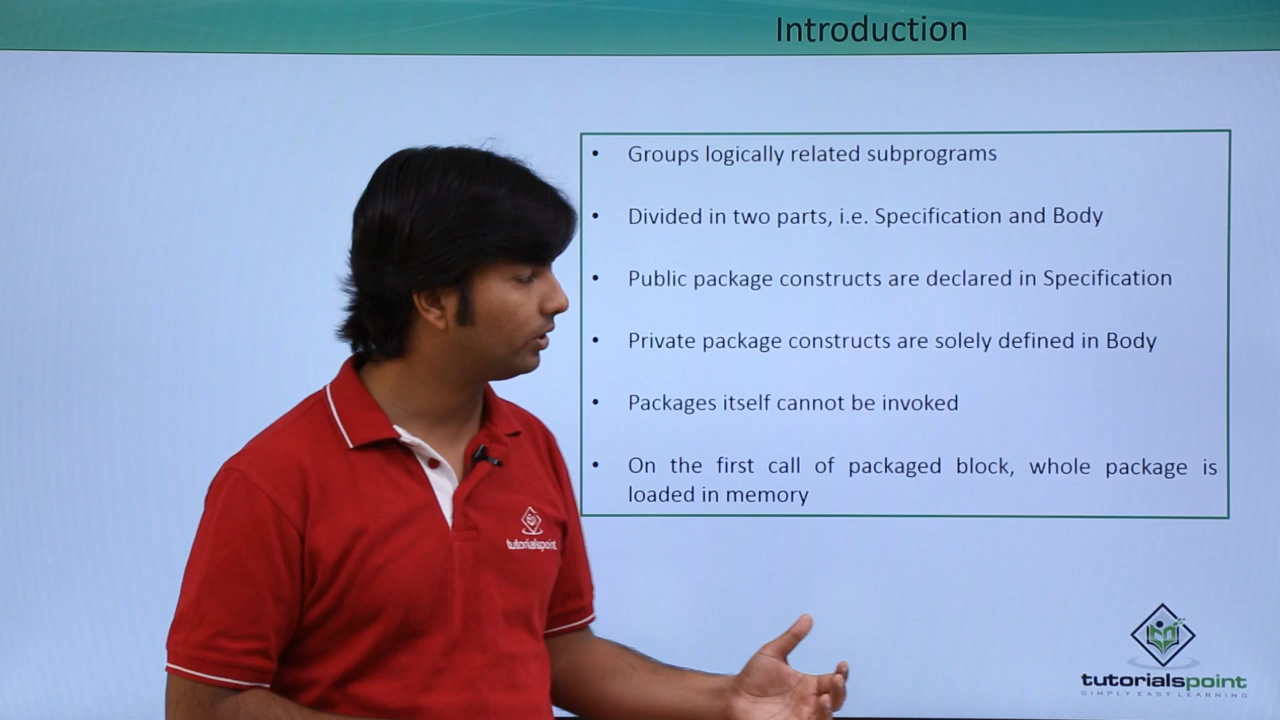 Introduction
• Groups logically related subprograms
• Divided in two parts, i.e. Specification and Body
• Public package constructs are declared in Specification
• Private package constructs are solely defined in Body
• Packages itself cannot be invoked
• On the first call of packaged block, whole package is
loaded in memory
tutorialspoint
tutorialspoint
SIMPLY EASY LEARNING